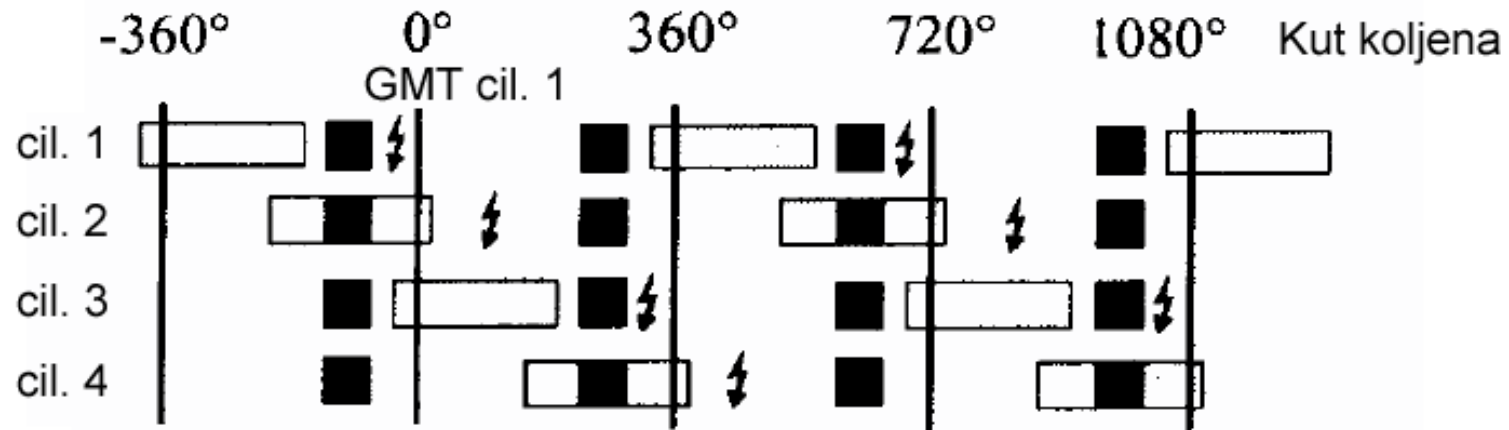 -360° 0° 360° 720° 1080° Kut koljena
GMT cil. 1
cil. 1
cil. 2
cil. 3
cil. 4